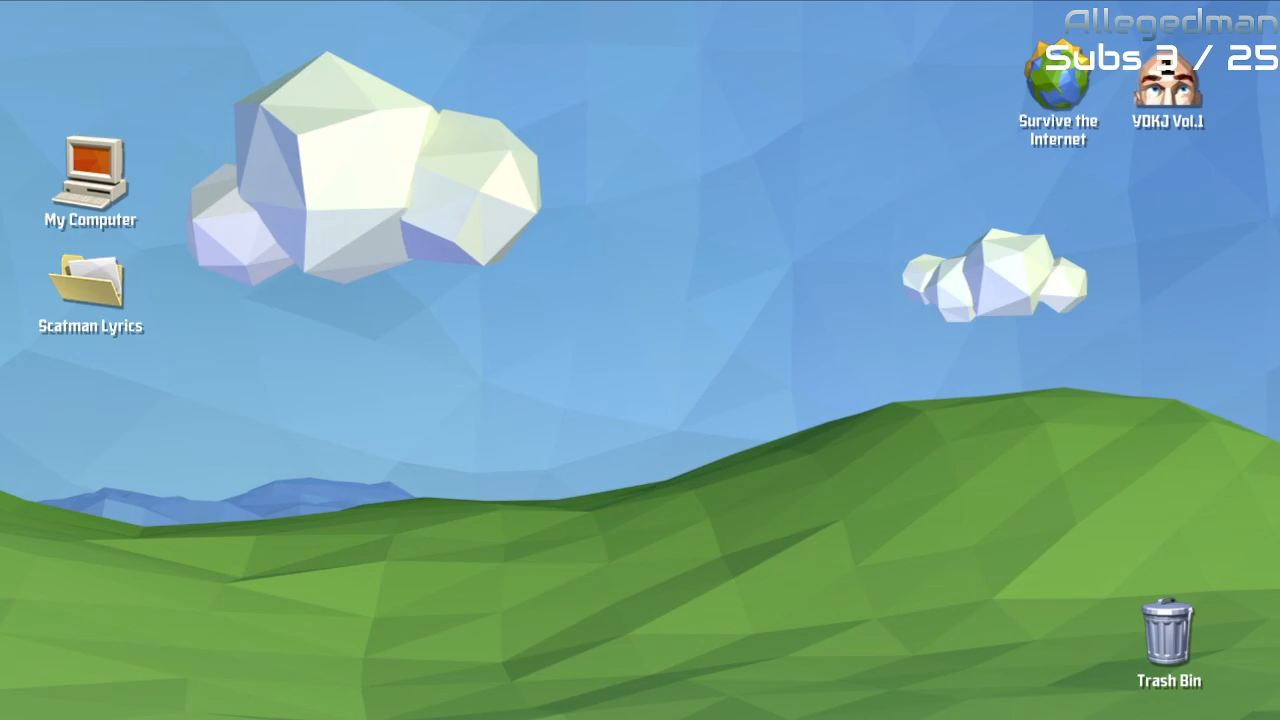 Allegedman
Subs 3 / 25
Survive the
Internet
YDKJ Vol.1
My Computer
Scatman Lyrics
Trash Bin